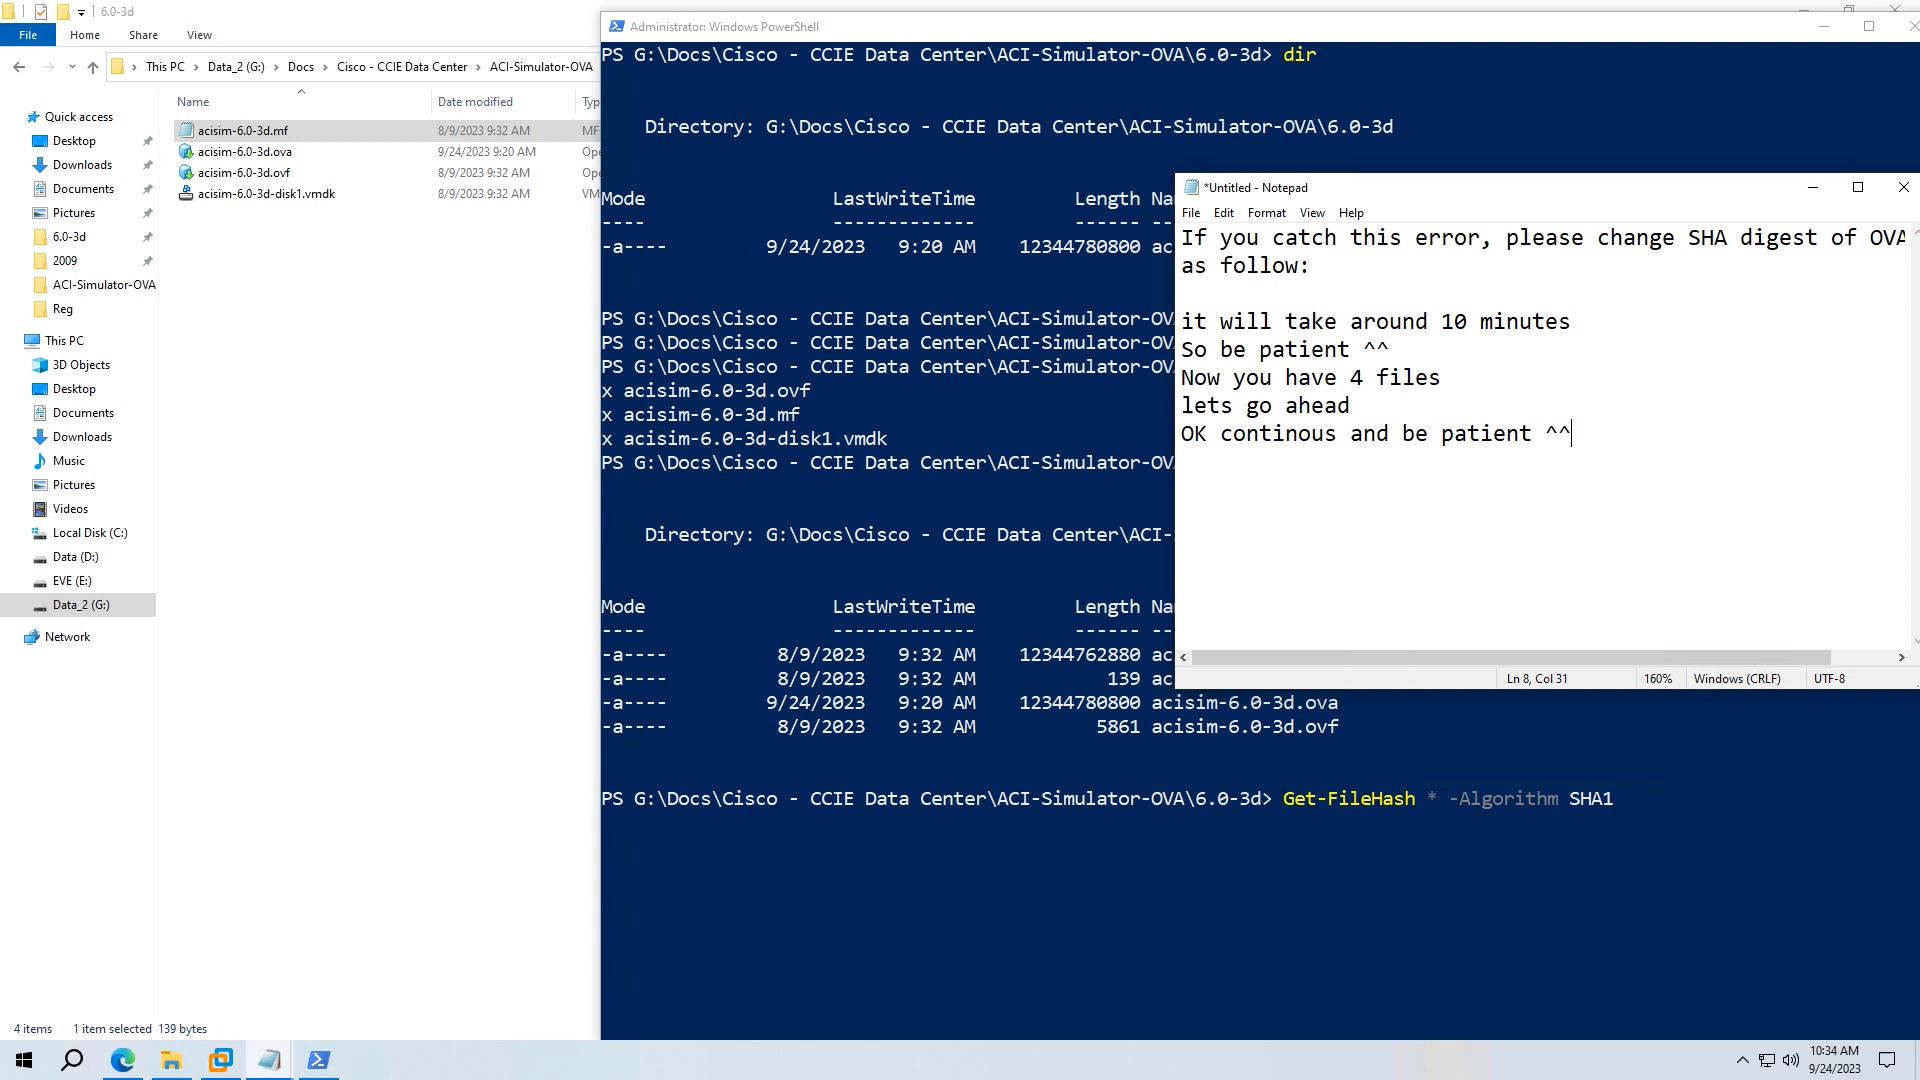 6.0-3d
File Home Share View
This PC Data_2 (G:) Docs Cisco - CCIE Data Center ACI-Simulator-OVA
Name Date modified Typ
acisim-6.0-3d.mf 8/9/2023 9:32 AM MF
acisim-6.0-3d.ova 9/24/2023 9:20 AM Ope
acisim-6.0-3d.ovf 8/9/2023 9:32 AM Ope
acisim-6.0-3d-disk1.vmdk 8/9/2023 9:32 AM VM
Quick access
Desktop
Downloads
Documents
Pictures
6.0-3d
2009
ACI-Simulator-OVA
Reg
This PC
3D Objects
Desktop
Documents
Downloads
Music
Pictures
Videos
Local Disk (C:)
Data (D:)
EVE (E:)
Data_2 (G:)
Network
4 items 1 item selected 139 bytes
Administrator: Windows PowerShell
PS G:\Docs\Cisco - CCIE Data Center\ACI-Simulator-OVA\6.0-3d> dir
Directory: G:\Docs\Cisco - CCIE Data Center\ACI-Simulator-OVA\6.0-3d
Mode LastWriteTime Length Na
---- ------------- ------ --
-a---- 9/24/2023 9:20 AM 12344780800 ac
PS G:\Docs\Cisco - CCIE Data Center\ACI-Simulator-OV
PS G:\Docs\Cisco - CCIE Data Center\ACI-Simulator-OV
PS G:\Docs\Cisco - CCIE Data Center\ACI-Simulator-OV
x acisim-6.0-3d.ovf
x acisim-6.0-3d.mf
x acisim-6.0-3d-disk1.vmdk
PS G:\Docs\Cisco - CCIE Data Center\ACI-Simulator-OV
Directory: G:\Docs\Cisco - CCIE Data Center\ACI-
Mode LastWriteTime Length Na
---- ------------- ------ --
-a---- 8/9/2023 9:32 AM 12344762880 ac
-a---- 8/9/2023 9:32 AM 139 ac
-a---- 9/24/2023 9:20 AM 12344780800 acisim-6.0-3d.ova
-a---- 8/9/2023 9:32 AM 5861 acisim-6.0-3d.ovf
PS G:\Docs\Cisco - CCIE Data Center\ACI-Simulator-OVA\6.0-3d> Get-FileHash * -Algorithm SHA1
*Untitled - Notepad
File Edit Format View Help
If you catch this error, please change SHA digest of OVA
as follow:
it will take around 10 minutes
So be patient ^^
Now you have 4 files
lets go ahead
OK continous and be patient ^^
Ln 8, Col 31 160% Windows (CRLF) UTF-8
10:34 AM
9/24/2023